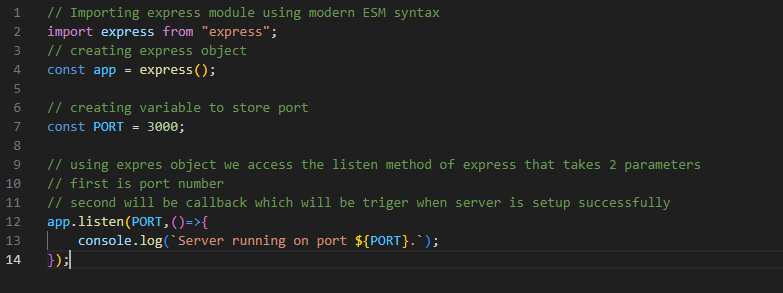 1 // Importing express module using modern ESM syntax
2 import express from "express";
3 // creating express object
4 const app = express();
5
6 // creating variable to store port
7 const PORT = 3000;
8
9 // using expres object we access the listen method of express that takes 2 parameters
10 // first is port number
11 // second will be callback which will be triger when server is setup successfully
12 app.listen(PORT,()=>{
13     console.log(`Server running on port ${PORT}.`);
14 });